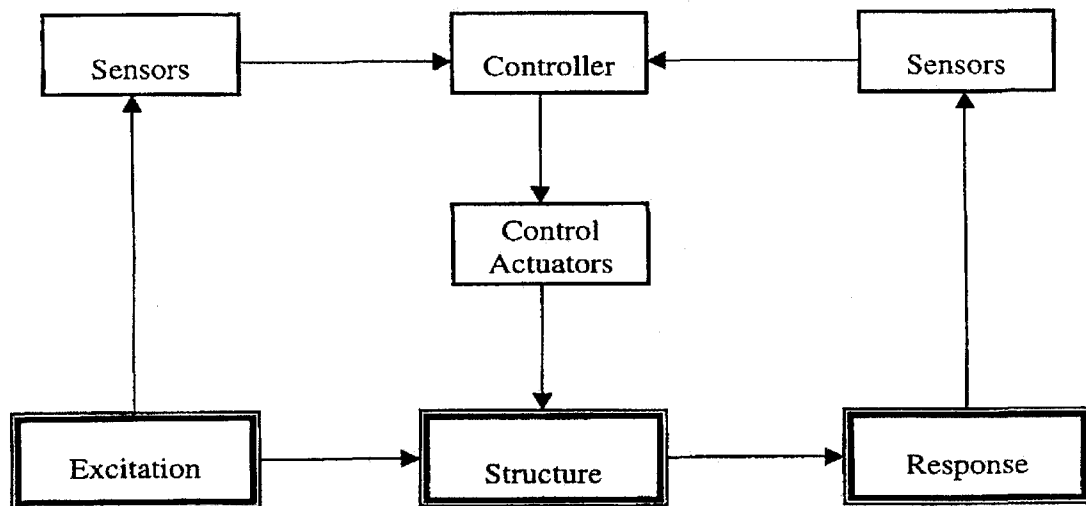 Sensors
Controller
Sensors
Control
Actuators
Excitation
Structure
Response